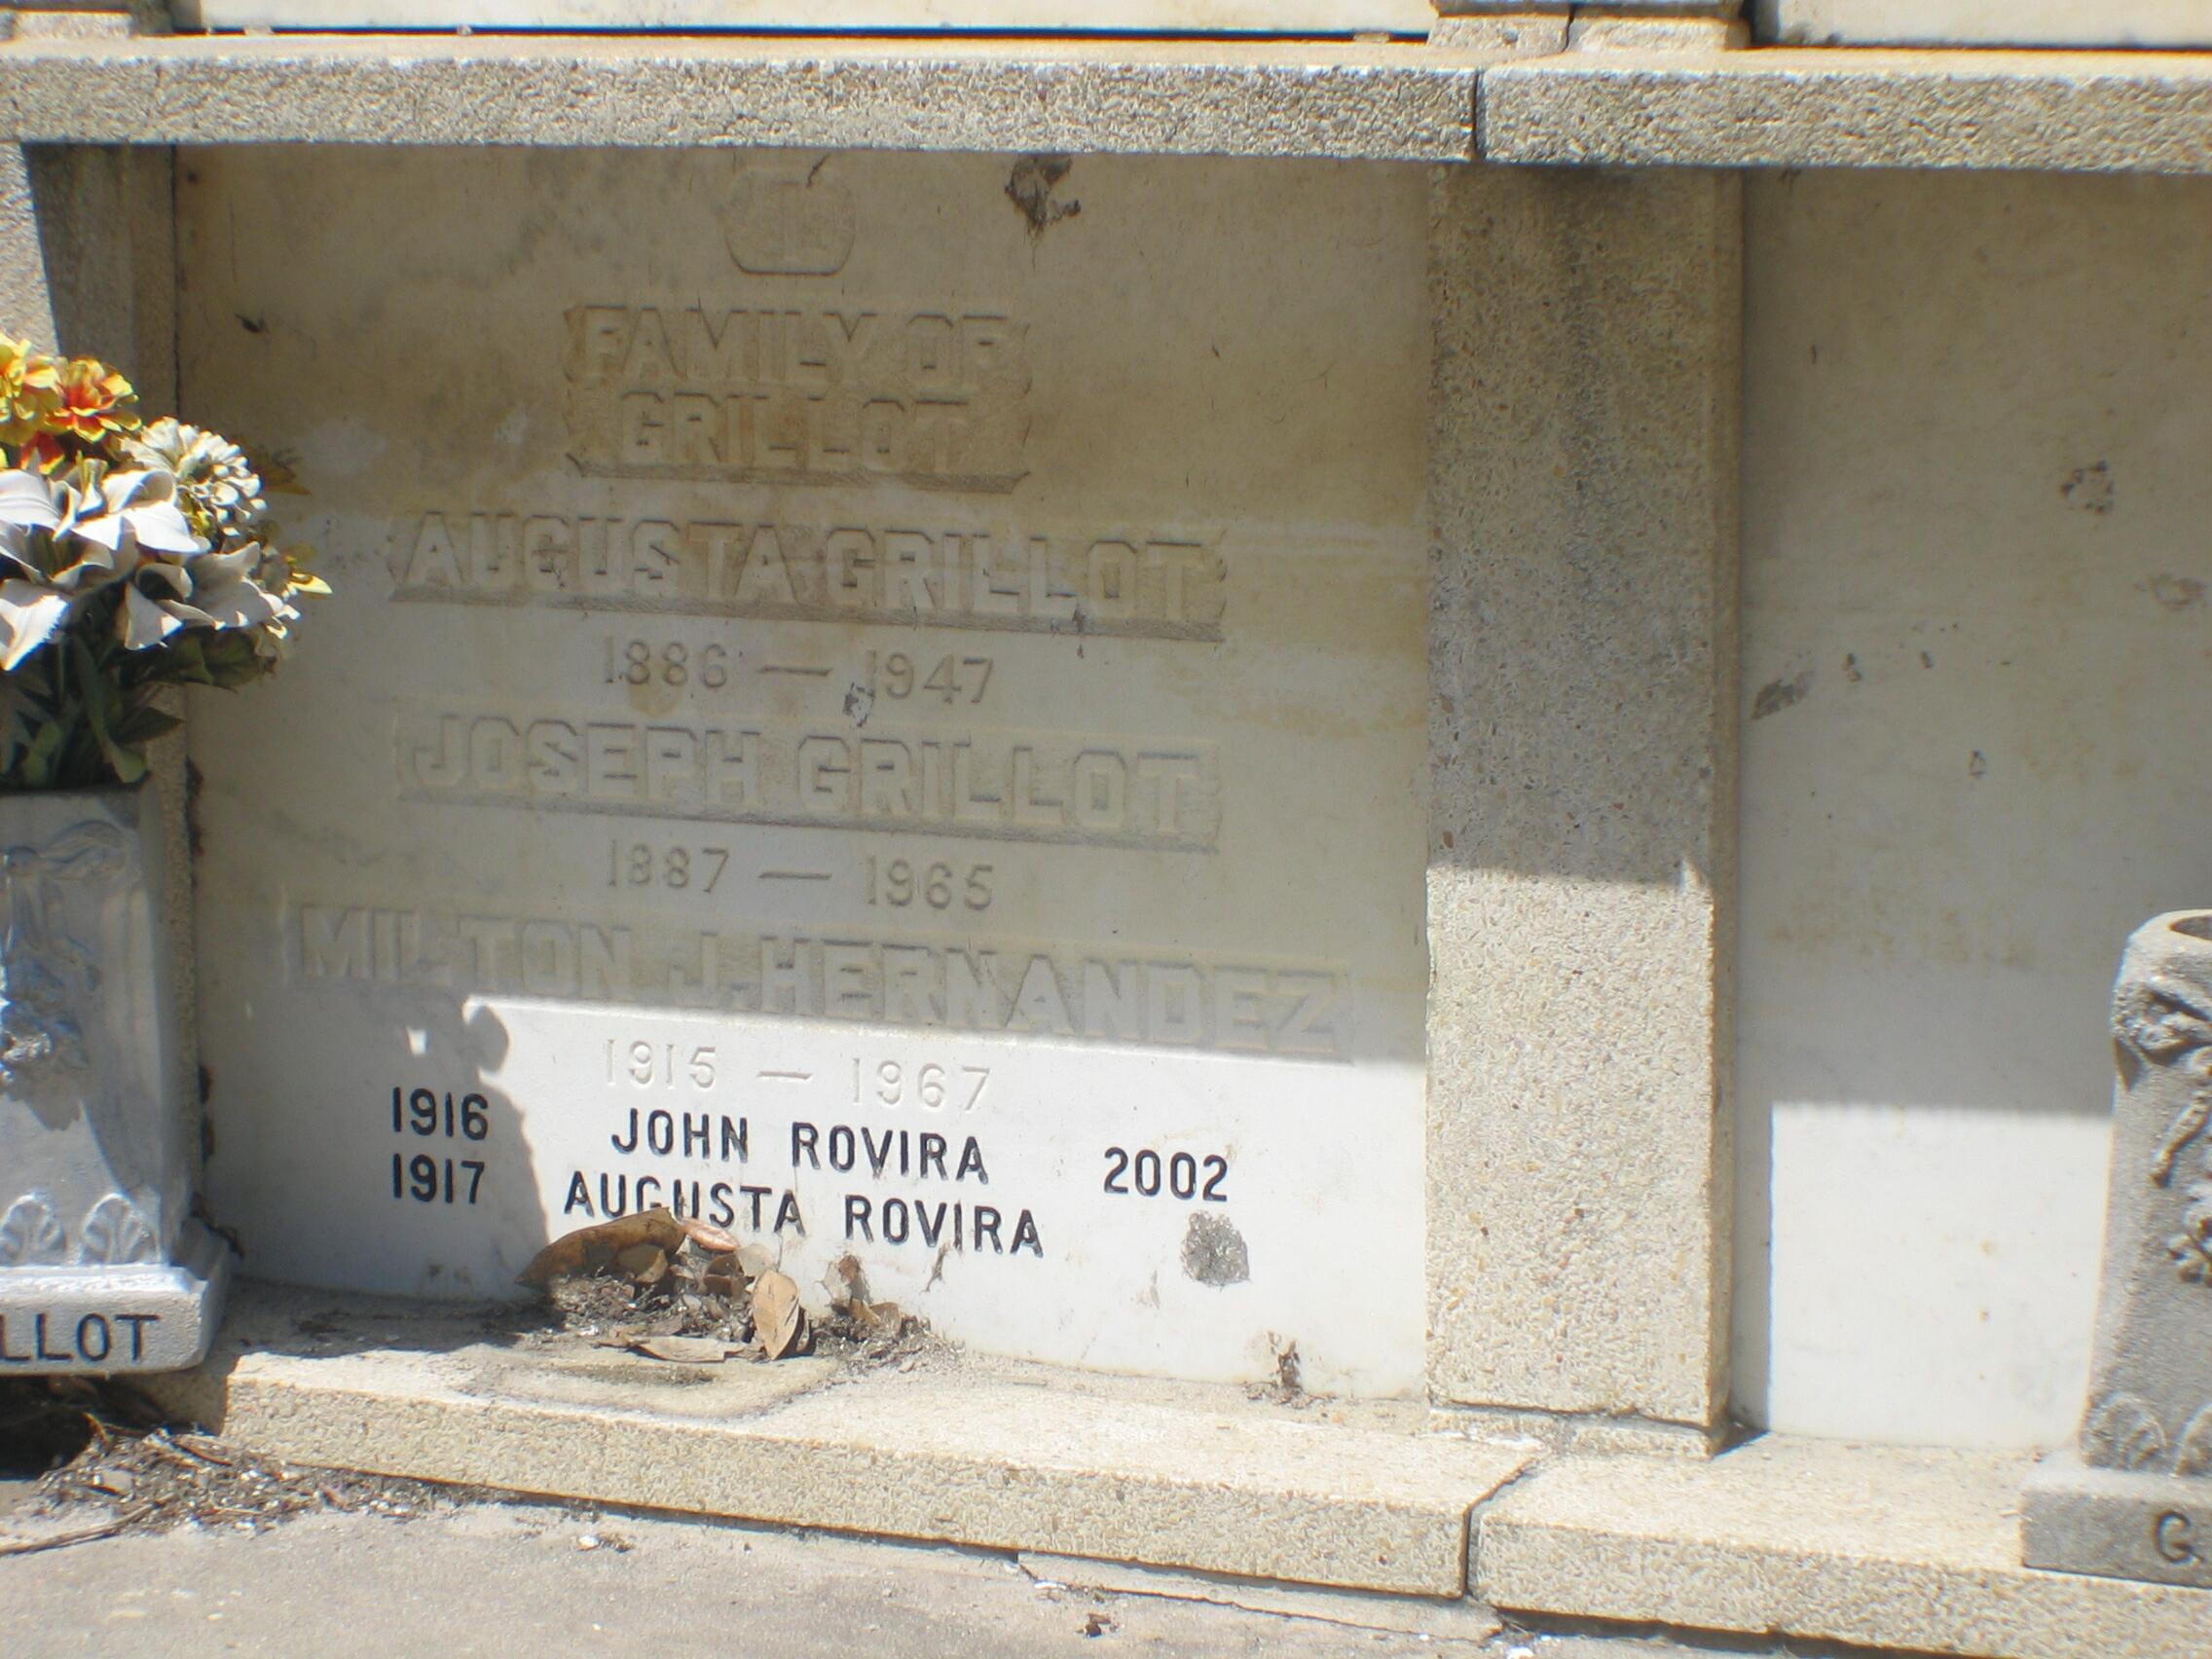 FAMILY OF
GRILLOT
AUGUSTA GRILLOT
1886 — 1947
JOSEPH GRILLOT
1887 — 1965
MILTON J. HERNANDEZ
1915 — 1967
1916 JOHN ROVIRA 2002
1917 AUGUSTA ROVIRA
LLOT
G